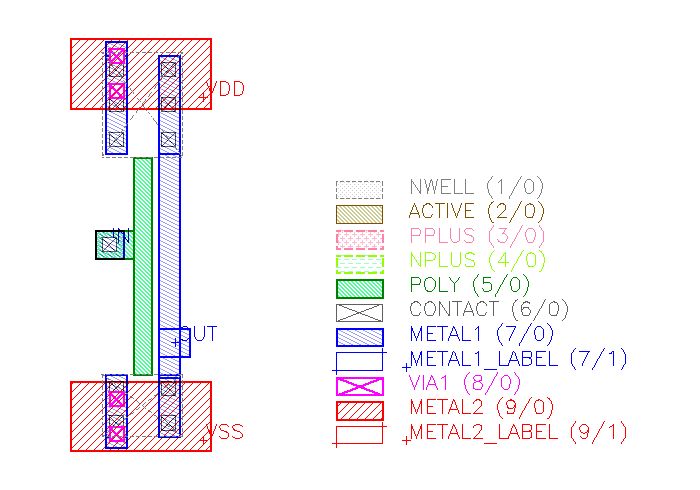 VDD
NWELL (1/0)
ACTIVE (2/0)
IN
PPLUS (3/0)
NPLUS (4/0)
POLY (5/0)
CONTACT (6/0)
OUT
METAL1 (7/0)
METAL1_LABEL (7/1)
VIA1 (8/0)
METAL2 (9/0)
VSS
METAL2_LABEL (9/1)